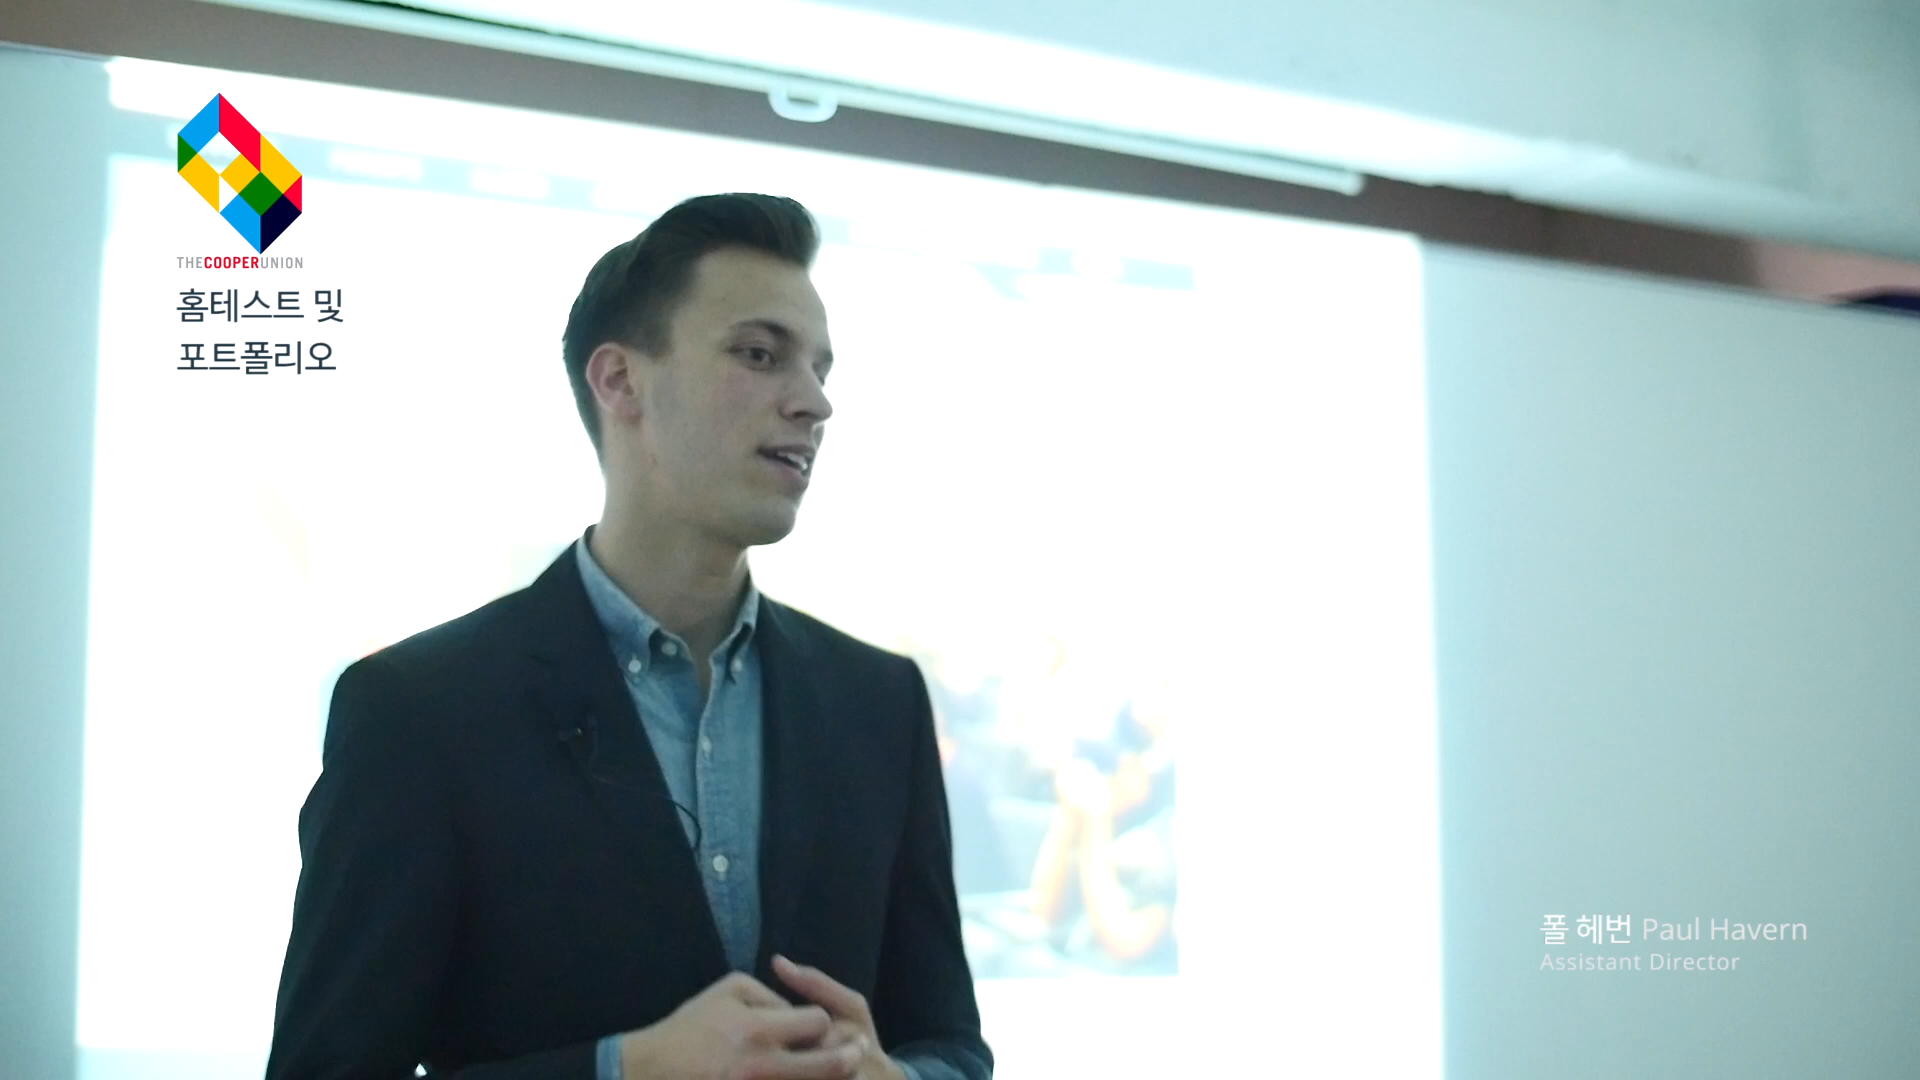 THECOOPERUNION
홈테스트 및
포트폴리오
폴 헤번 Paul Havern
Assistant Director